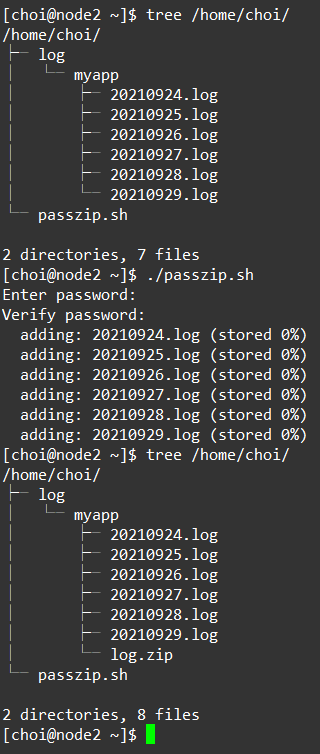 [choi@node2 ~]$ tree /home/choi/
/home/choi/
├─ log
│   └─ myapp
│       ├─ 20210924.log
│       ├─ 20210925.log
│       ├─ 20210926.log
│       ├─ 20210927.log
│       ├─ 20210928.log
│       └─ 20210929.log
└─ passzip.sh

2 directories, 7 files
[choi@node2 ~]$ ./passzip.sh
Enter password:
Verify password:
  adding: 20210924.log (stored 0%)
  adding: 20210925.log (stored 0%)
  adding: 20210926.log (stored 0%)
  adding: 20210927.log (stored 0%)
  adding: 20210928.log (stored 0%)
  adding: 20210929.log (stored 0%)
[choi@node2 ~]$ tree /home/choi/
/home/choi/
├─ log
│   └─ myapp
│       ├─ 20210924.log
│       ├─ 20210925.log
│       ├─ 20210926.log
│       ├─ 20210927.log
│       ├─ 20210928.log
│       ├─ 20210929.log
│       └─ log.zip
└─ passzip.sh

2 directories, 8 files
[choi@node2 ~]$